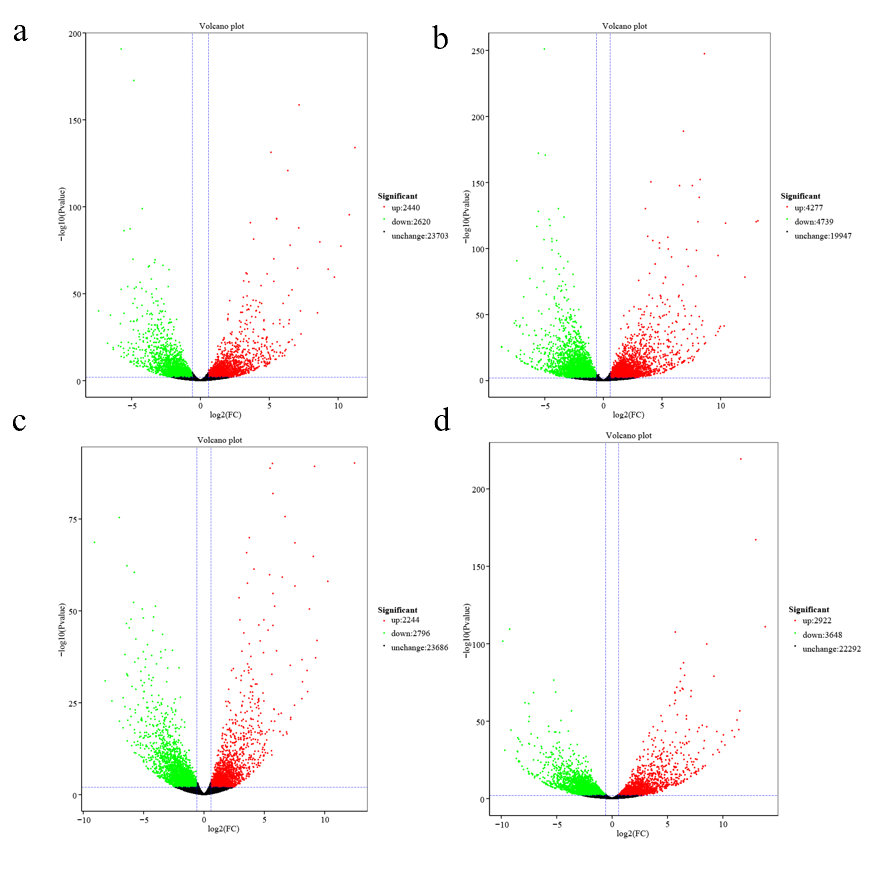 a
Volcano plot
200
150
100
50
0
−log10(Pvalue)
−5
0
5
10
log2(FC)
Significant
up:2440
down:2620
unchange:23703
b
Volcano plot
250
200
150
100
50
0
−log10(Pvalue)
−5
0
5
10
log2(FC)
Significant
up:4277
down:4739
unchange:19947
c
Volcano plot
75
50
25
0
−log10(Pvalue)
−10
−5
0
5
10
log2(FC)
Significant
up:2244
down:2796
unchange:23686
d
Volcano plot
200
150
100
50
0
−log10(Pvalue)
−10
−5
0
5
10
log2(FC)
Significant
up:2922
down:3648
unchange:22292